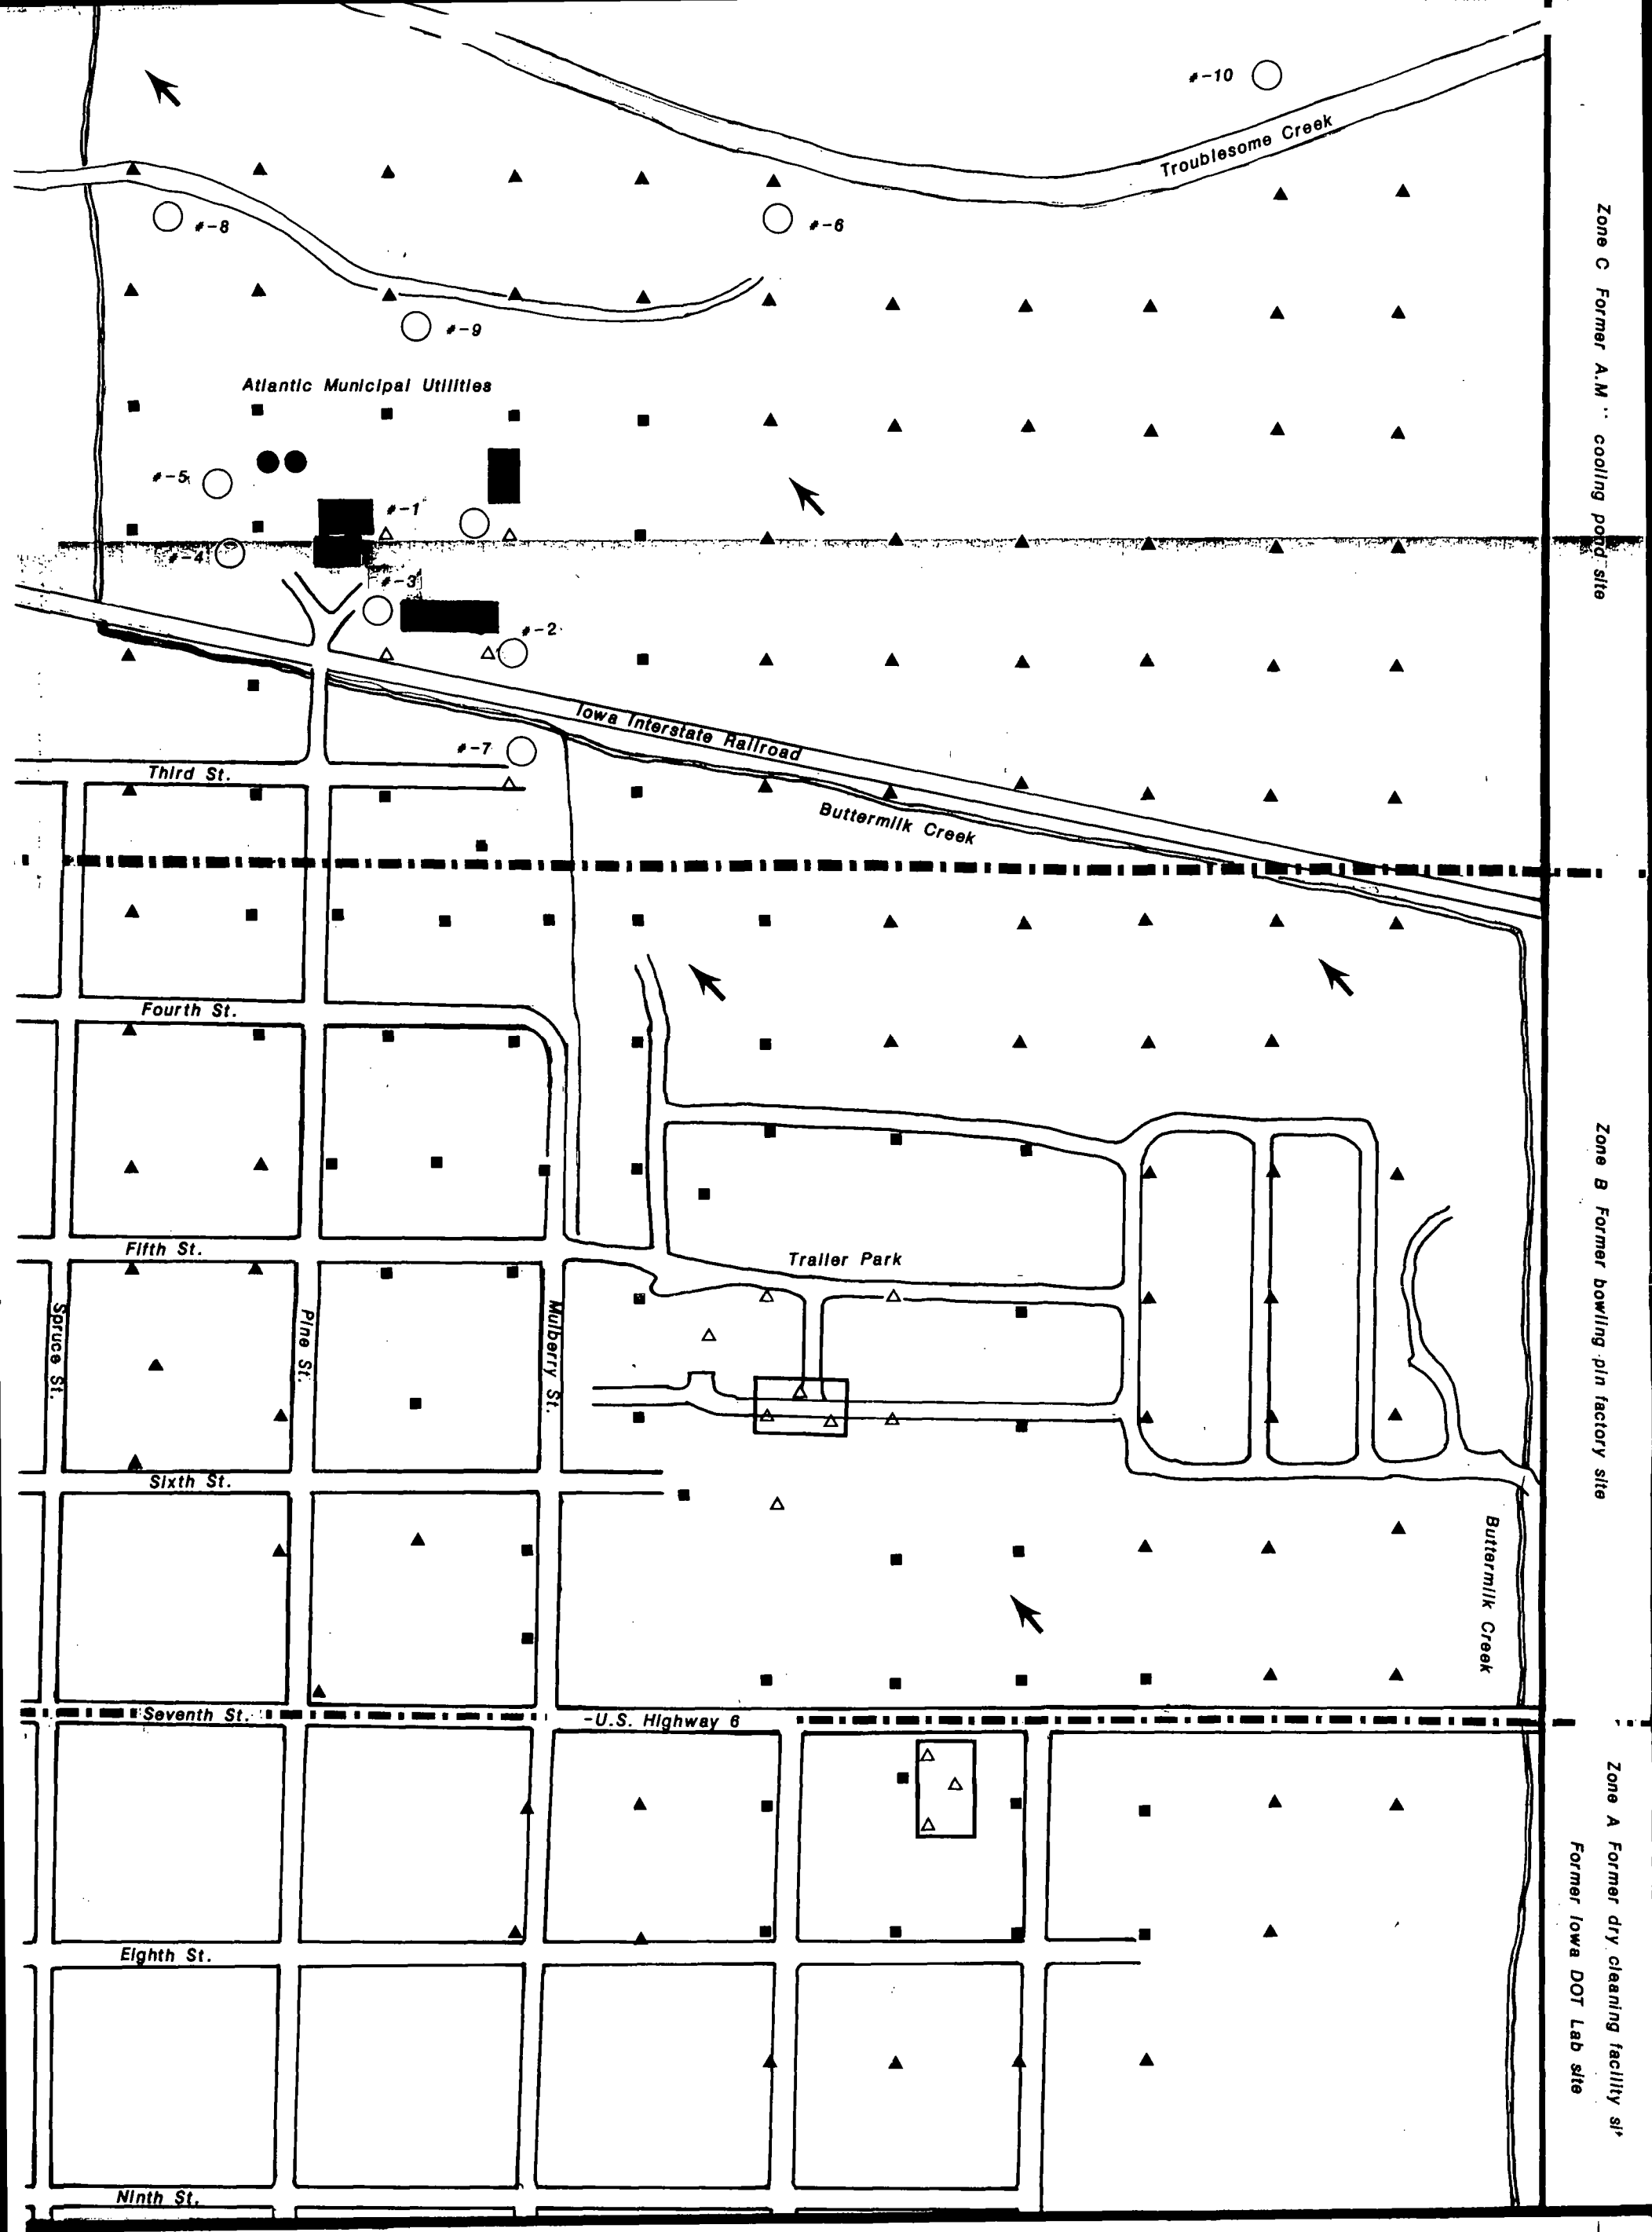 #-10
Troublesome Creek
#-8
#-6
#-9
Atlantic Municipal Utilities
#-5
#-1
#-4
#-3
#-2
Iowa Interstate Railroad
#-7
Third St.
Buttermilk Creek
Fourth St.
Fifth St.
Trailer Park
Spruce St.
Pine St.
Mulberry St.
Sixth St.
Buttermilk Creek
Seventh St.
U.S. Highway 6
Eighth St.
Ninth St.
Zone C Former A.M cooling pond site
Zone B Former bowling pin factory site
Zone A Former dry cleaning facility
Former Iowa DOT Lab site